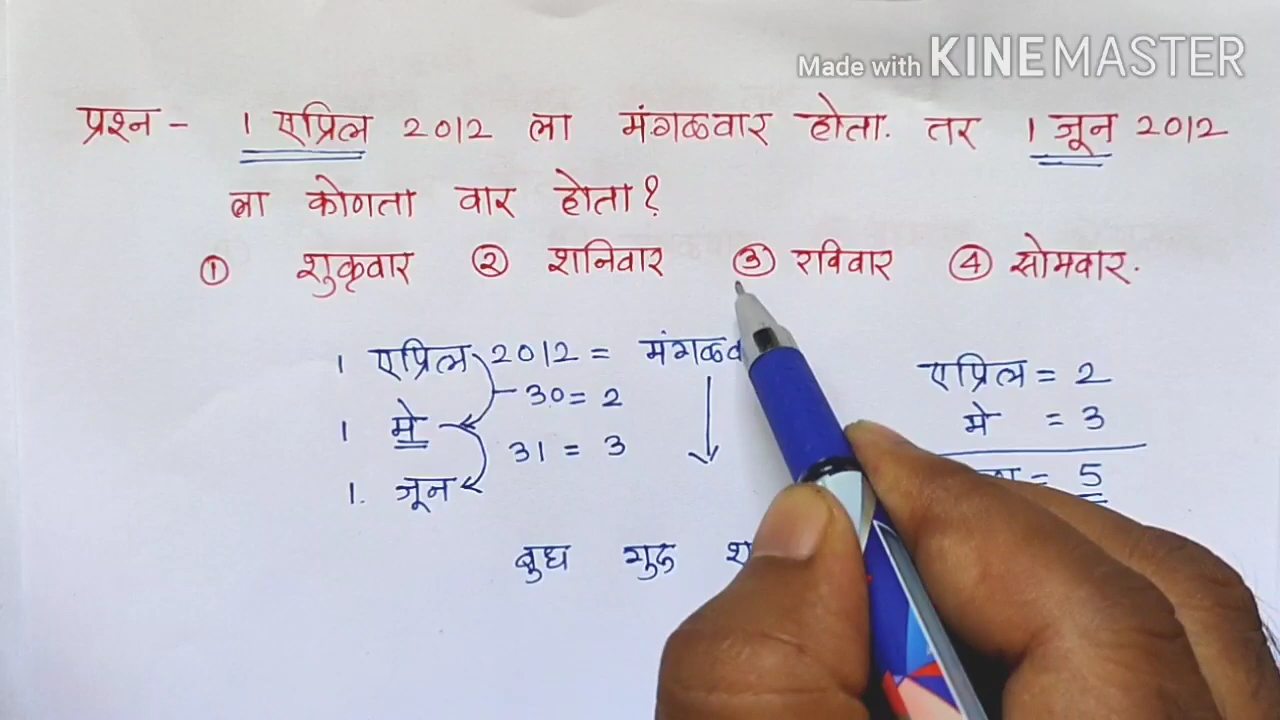 Made with KINEMASTER
प्रश्न - 1 एप्रिल 2012 ला मंगळवार होता. तर 1 जून 2012
ला कोणता वार होता?
① शुक्रवार ② शनिवार ③ रविवार ④ सोमवार.
1 एप्रिल 2012 =
30 = 2
1 मे
31 = 3
1. जून
एप्रिल = 2
मे = 3
= 5
बुध गुरु